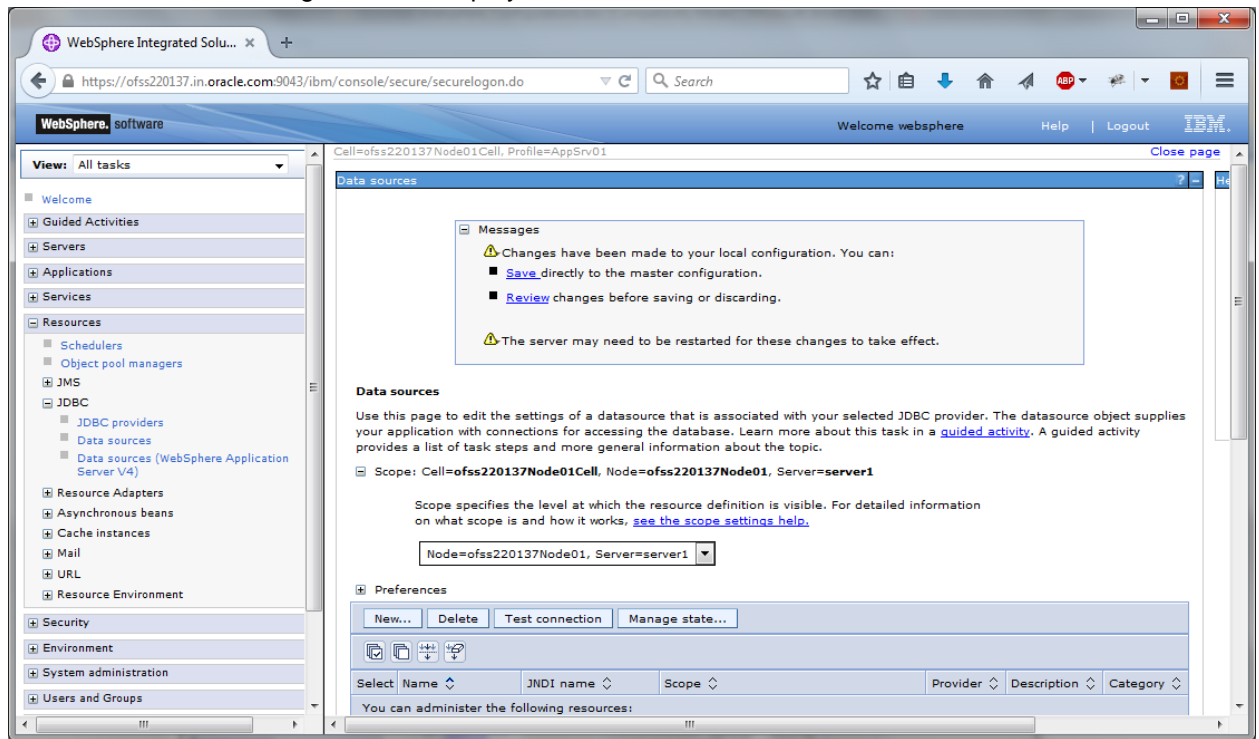 WebSphere Integrated Solu...
https://ofss220137.in.oracle.com:9043/ibm/console/secure/securelogon.do
Search
ABP
WebSphere. software
Welcome websphere
Help | Logout
IBM.
View: All tasks
Welcome
Guided Activities
Servers
Applications
Services
Resources
Schedulers
Object pool managers
JMS
JDBC
JDBC providers
Data sources
Data sources (WebSphere Application
Server V4)
Resource Adapters
Asynchronous beans
Cache instances
Mail
URL
Resource Environment
Security
Environment
System administration
Users and Groups
Cell=ofss220137Node01Cell, Profile=AppSrv01
Close page
Data sources
? -
He
Messages
Changes have been made to your local configuration. You can:
Save directly to the master configuration.
Review changes before saving or discarding.
The server may need to be restarted for these changes to take effect.
Data sources
Use this page to edit the settings of a datasource that is associated with your selected JDBC provider. The datasource object supplies
your application with connections for accessing the database. Learn more about this task in a guided activity. A guided activity
provides a list of task steps and more general information about the topic.
Scope: Cell=ofss220137Node01Cell, Node=ofss220137Node01, Server=server1
Scope specifies the level at which the resource definition is visible. For detailed information
on what scope is and how it works, see the scope settings help.
Node=ofss220137Node01, Server=server1
Preferences
New... Delete Test connection Manage state...
Select Name JNDI name Scope Provider Description Category
You can administer the following resources: